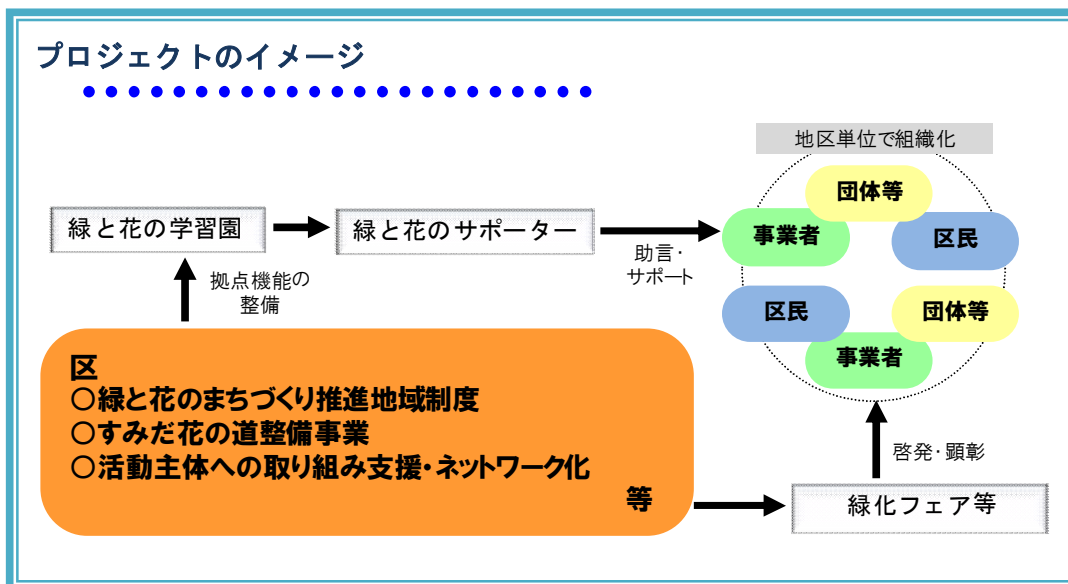 プロジェクトのイメージ
地区単位で組織化
団体等
事業者
区民
区民
団体等
事業者
緑と花の学習園
緑と花のサポーター
助言・
サポート
拠点機能の
整備
区
○緑と花のまちづくり推進地域制度
○すみだ花の道整備事業
○活動主体への取り組み支援・ネットワーク化
等
啓発・顕彰
緑化フェア等